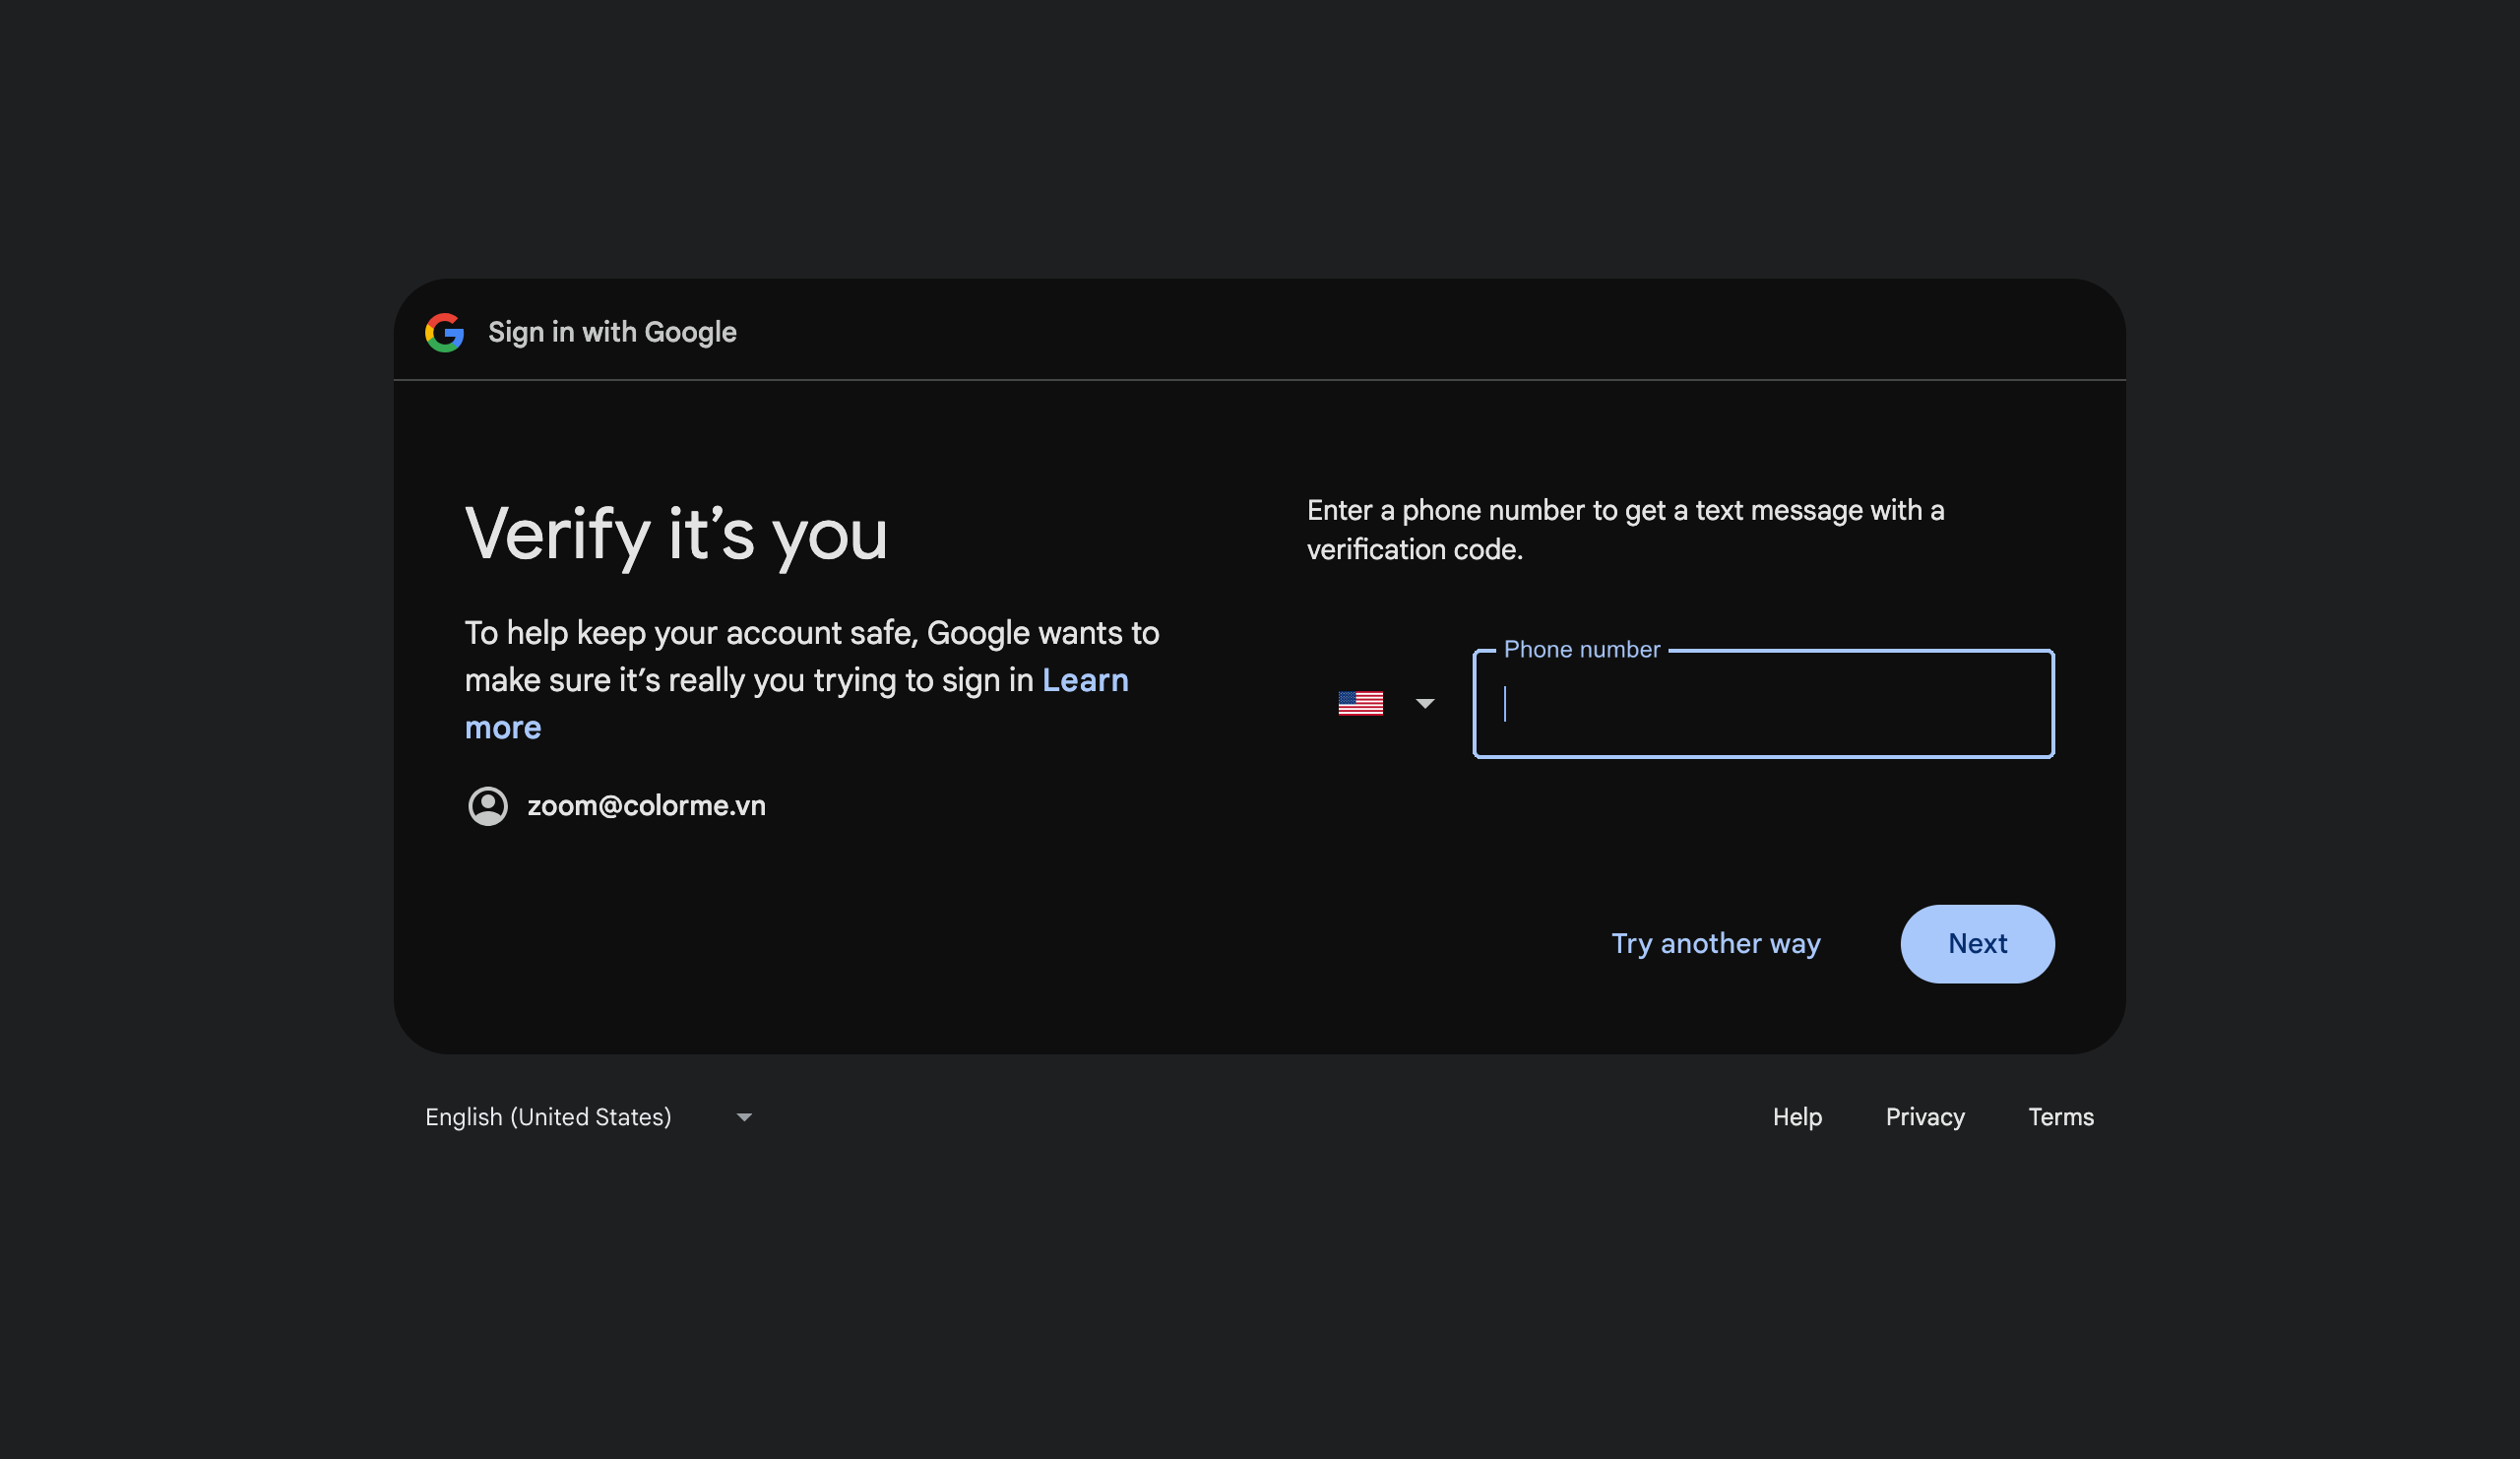 Sign in with Google
Verify it’s you
To help keep your account safe, Google wants to
make sure it’s really you trying to sign in Learn
more
zoom@colorme.vn
Enter a phone number to get a text message with a
verification code.
Phone number
Try another way
Next
English (United States)
Help
Privacy
Terms